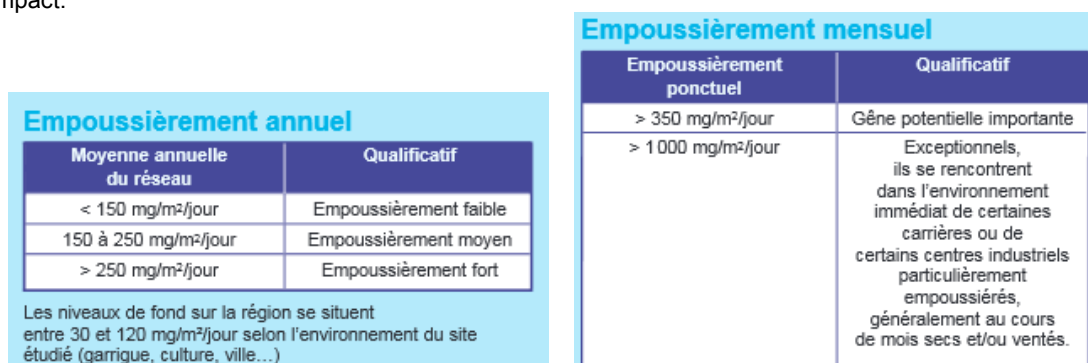 Empoussièrement annuel
Moyenne annuelle du réseau Qualificatif
< 150 mg/m²/jour Empoussièrement faible
150 à 250 mg/m²/jour Empoussièrement moyen
> 250 mg/m²/jour Empoussièrement fort
Les niveaux de fond sur la région se situent
entre 30 et 120 mg/m²/jour selon l'environnement du site
étudié (garrigue, culture, ville...)
Empoussièrement mensuel
Empoussièrement ponctuel Qualificatif
> 350 mg/m²/jour Gêne potentielle importante
> 1 000 mg/m²/jour Exceptionnels,
ils se rencontrent
dans l'environnement
immédiat de certaines
carrières ou de
certains centres industriels
particulièrement
empoussiérés,
généralement au cours
de mois secs et/ou ventés.